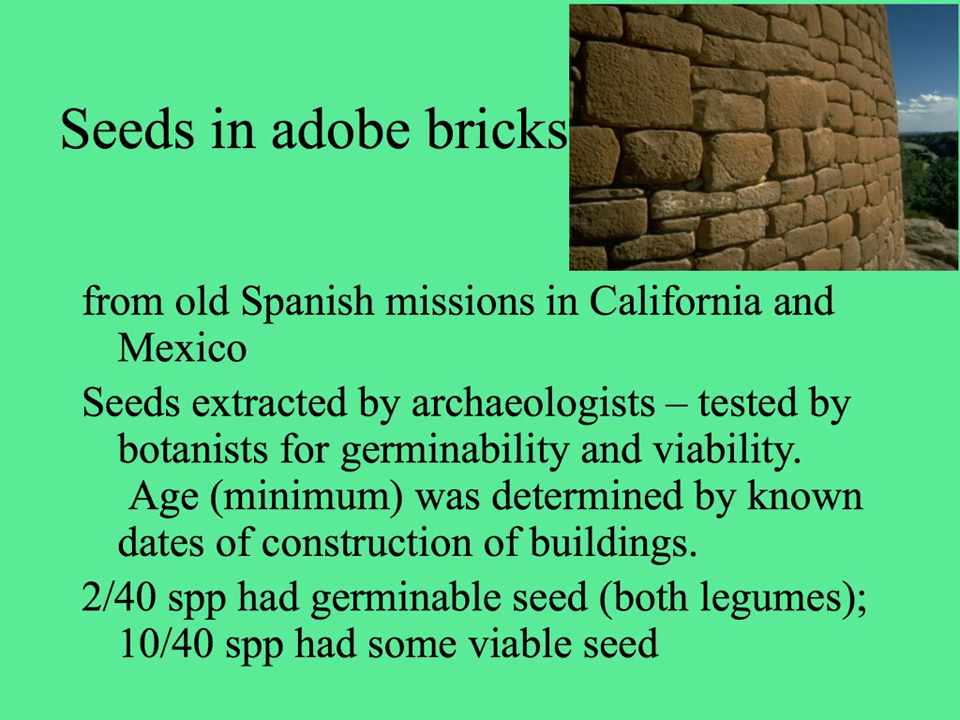 Seeds in adobe bricks
from old Spanish missions in California and
Mexico
Seeds extracted by archaeologists – tested by
botanists for germinability and viability.
Age (minimum) was determined by known
dates of construction of buildings.
2/40 spp had germinable seed (both legumes);
10/40 spp had some viable seed